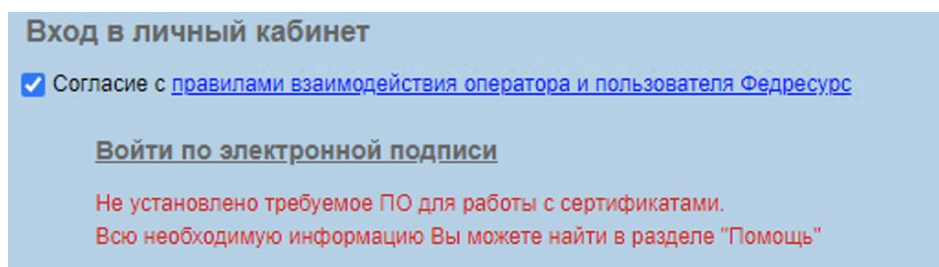 Вход в личный кабинет
Согласие с правилами взаимодействия оператора и пользователя Федресурс
Войти по электронной подписи
Не установлено требуемое ПО для работы с сертификатами.
Всю необходимую информацию Вы можете найти в разделе "Помощь"